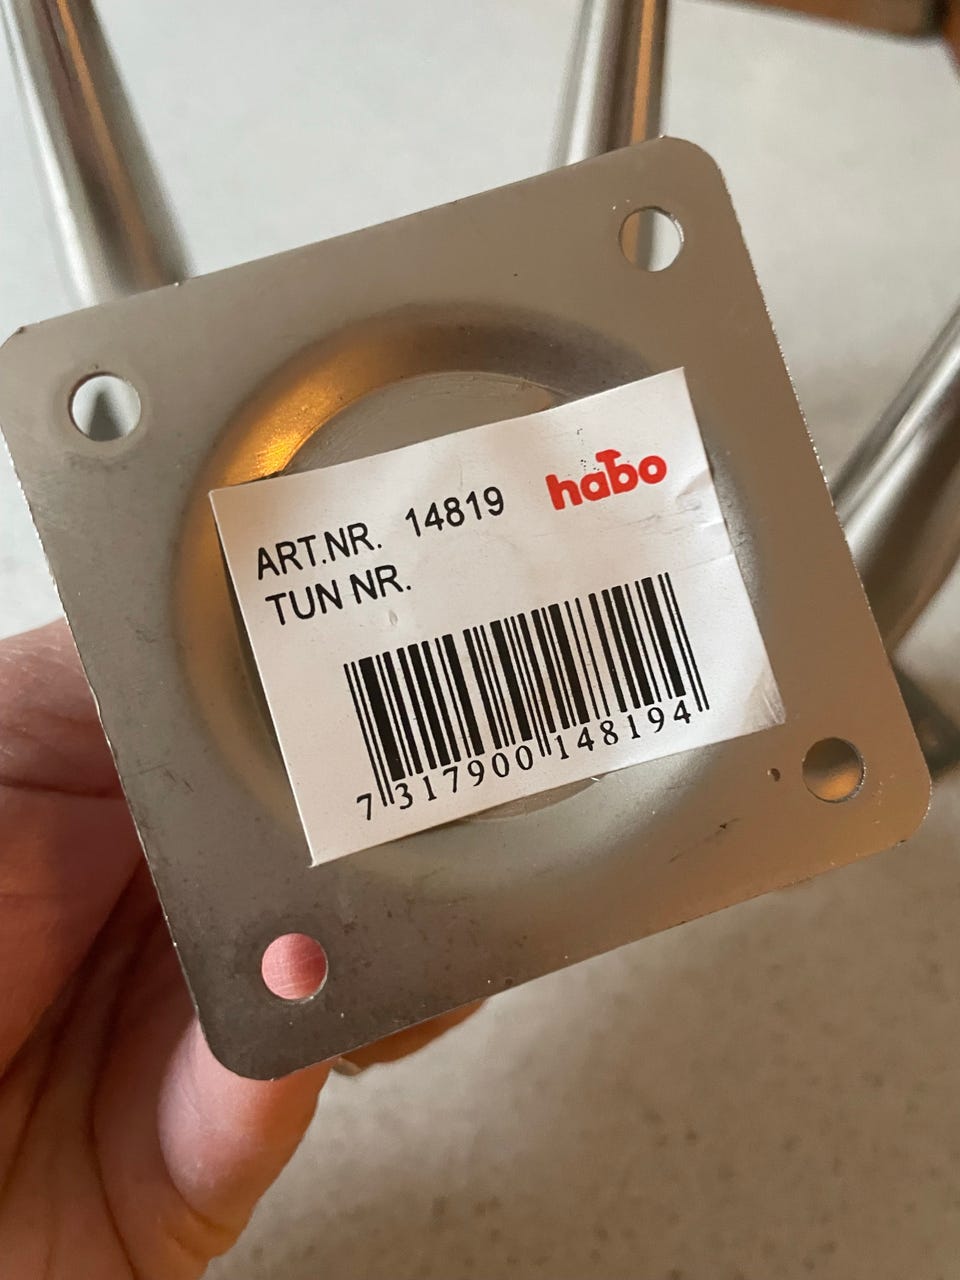 habo
ART.NR. 14819
TUN NR.
7 317900 148194